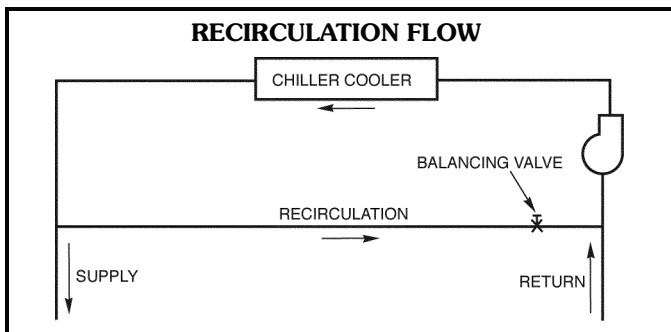 RECIRCULATION FLOW
CHILLER COOLER
BALANCING VALVE
RECIRCULATION
SUPPLY
RETURN